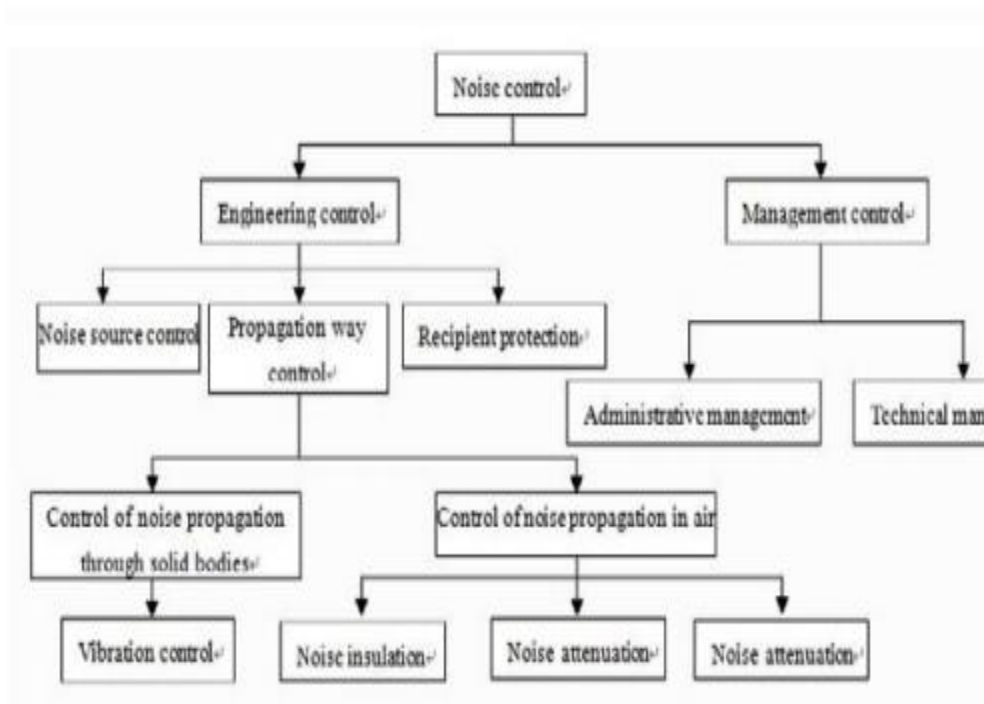 Noise control
Engineering control
Management control
Noise source control
Propagation way
control
Recipient protection
Administrative management
Technical man
Control of noise propagation
through solid bodies
Control of noise propagation in air
Vibration control
Noise insulation
Noise attenuation
Noise attenuation